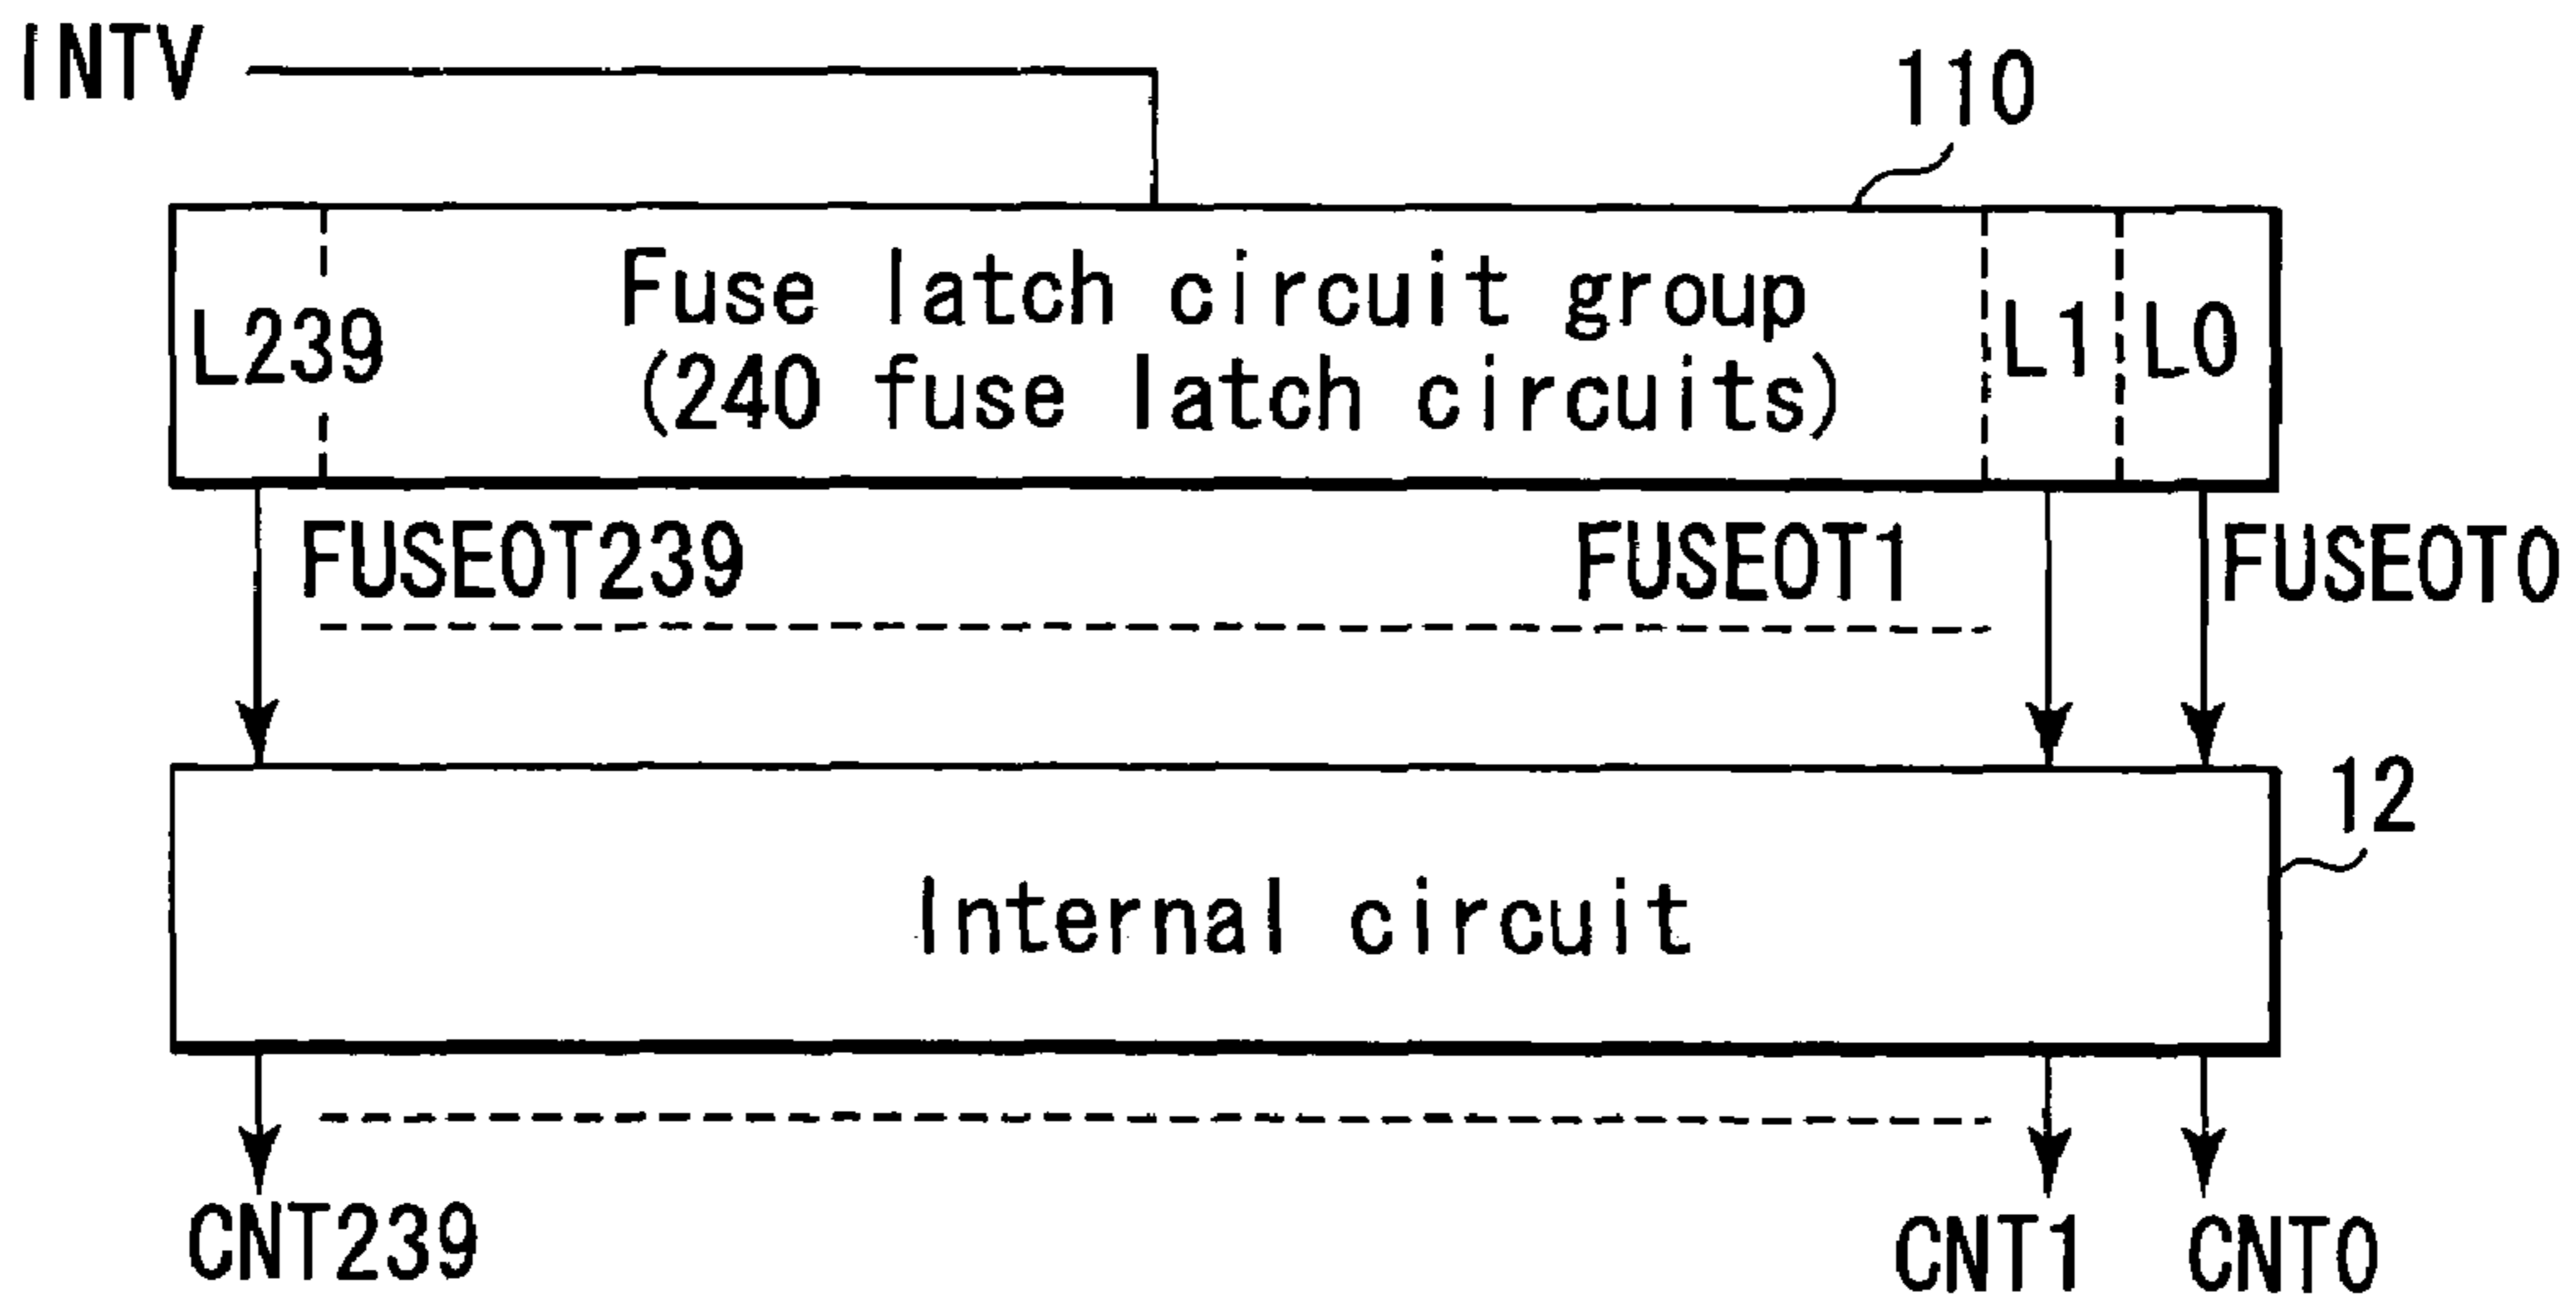 INTV
110
Fuse latch circuit group
(240 fuse latch circuits)
L239
L1
L0
FUSEOT239
FUSEOT1
FUSEOT0
12
Internal circuit
CNT239
CNT1
CNT0